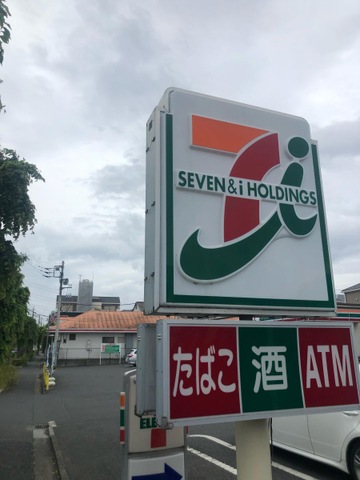 SEVEN & i HOLDINGS
たばこ 酒 ATM